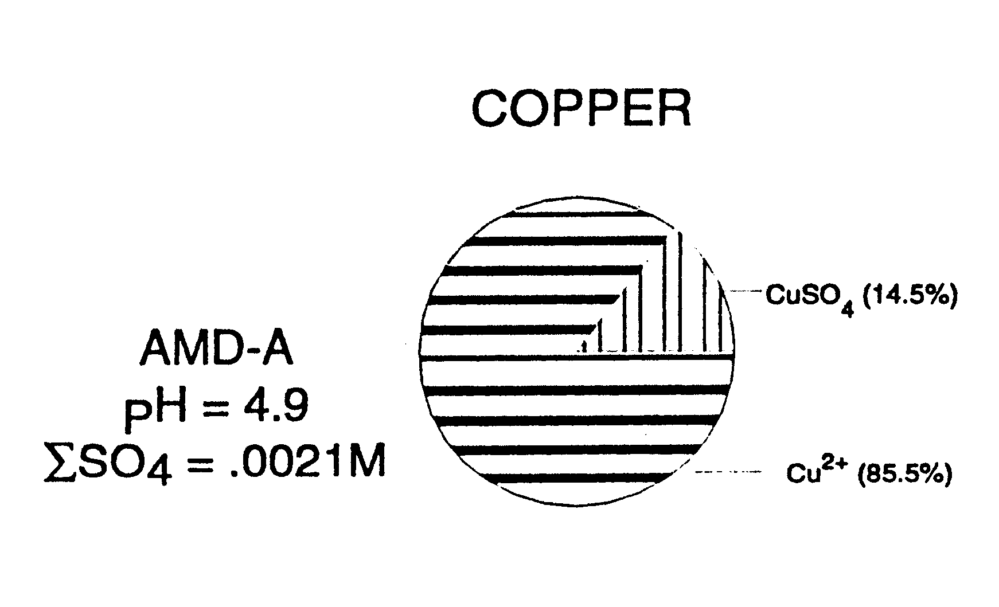 COPPER
CuSO₄ (14.5%)
AMD-A
pH = 4.9
ΣSO₄ = .0021M
Cu²⁺ (85.5%)